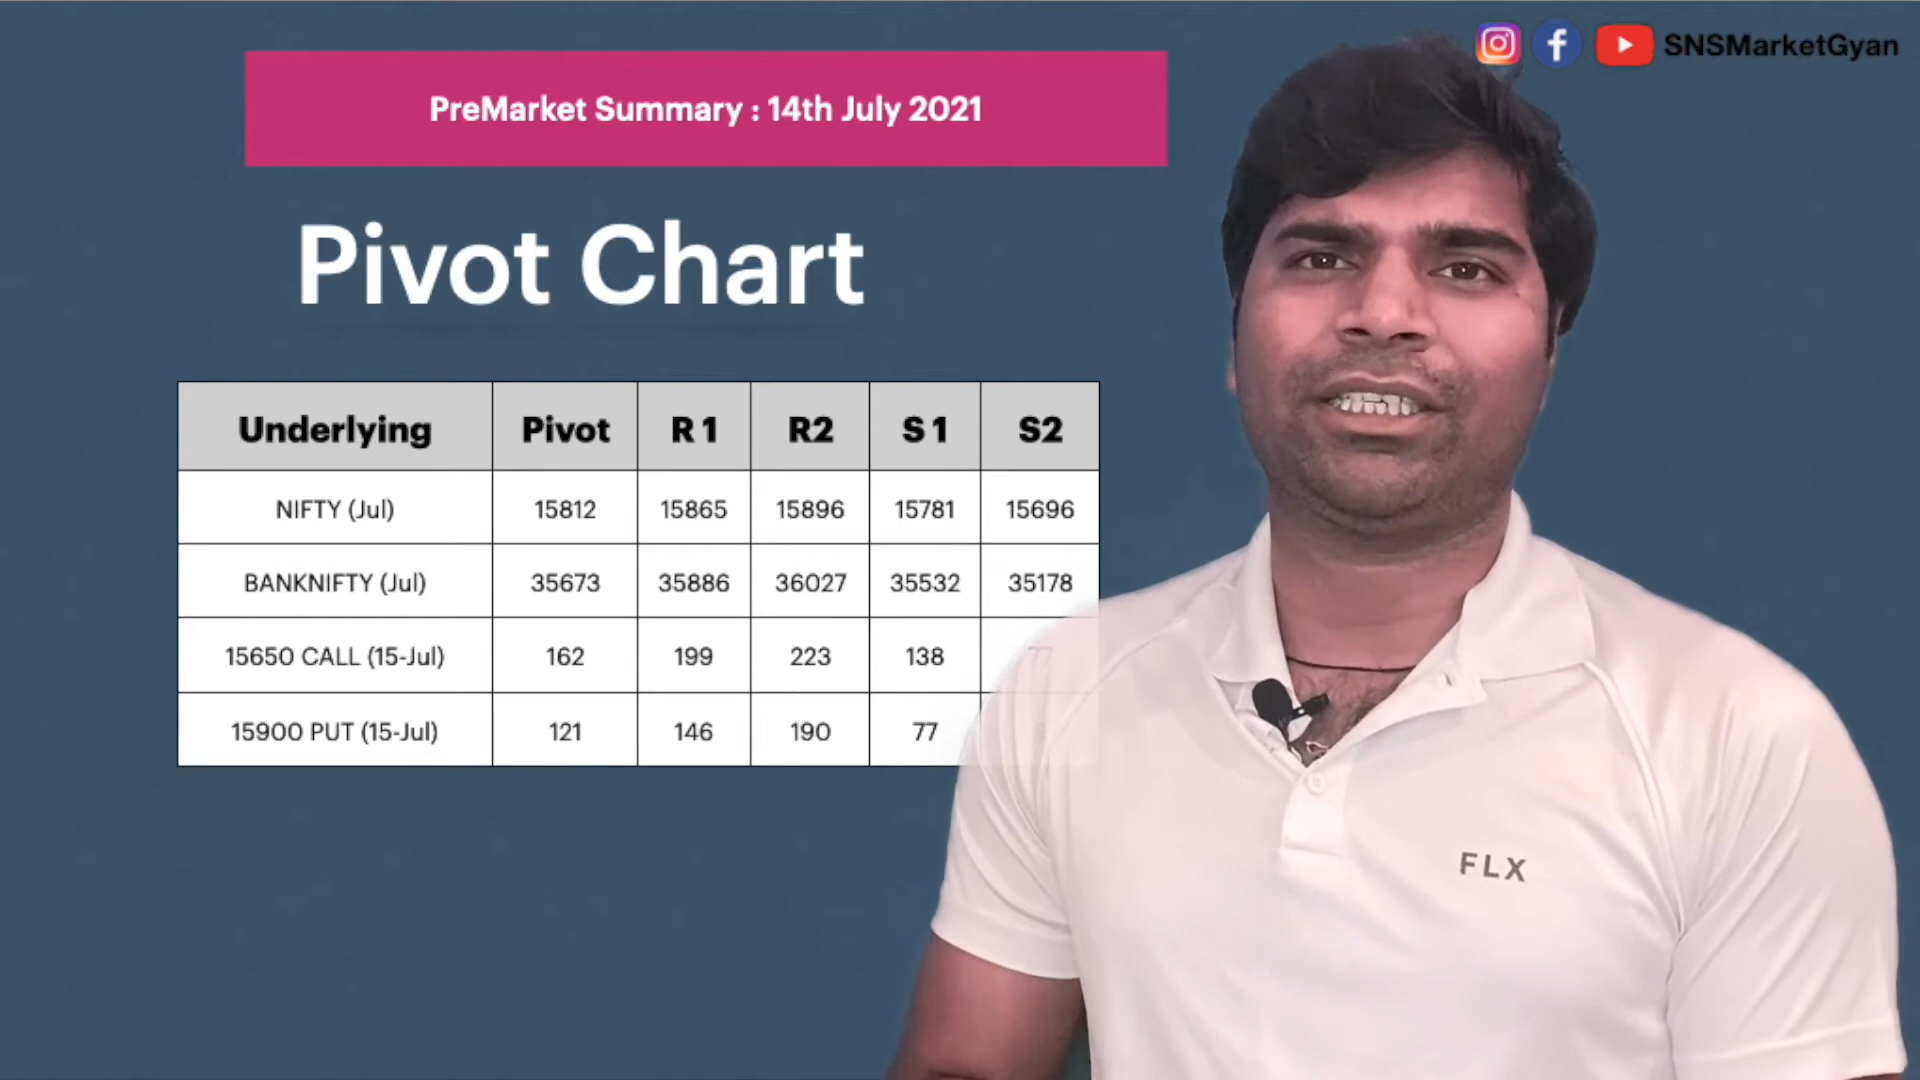 SNSMarketGyan
PreMarket Summary : 14th July 2021
Pivot Chart
Underlying Pivot R 1 R2 S 1 S2
NIFTY (Jul) 15812 15865 15896 15781 15696
BANKNIFTY (Jul) 35673 35886 36027 35532 35178
15650 CALL (15-Jul) 162 199 223 138
15900 PUT (15-Jul) 121 146 190 77
FLX